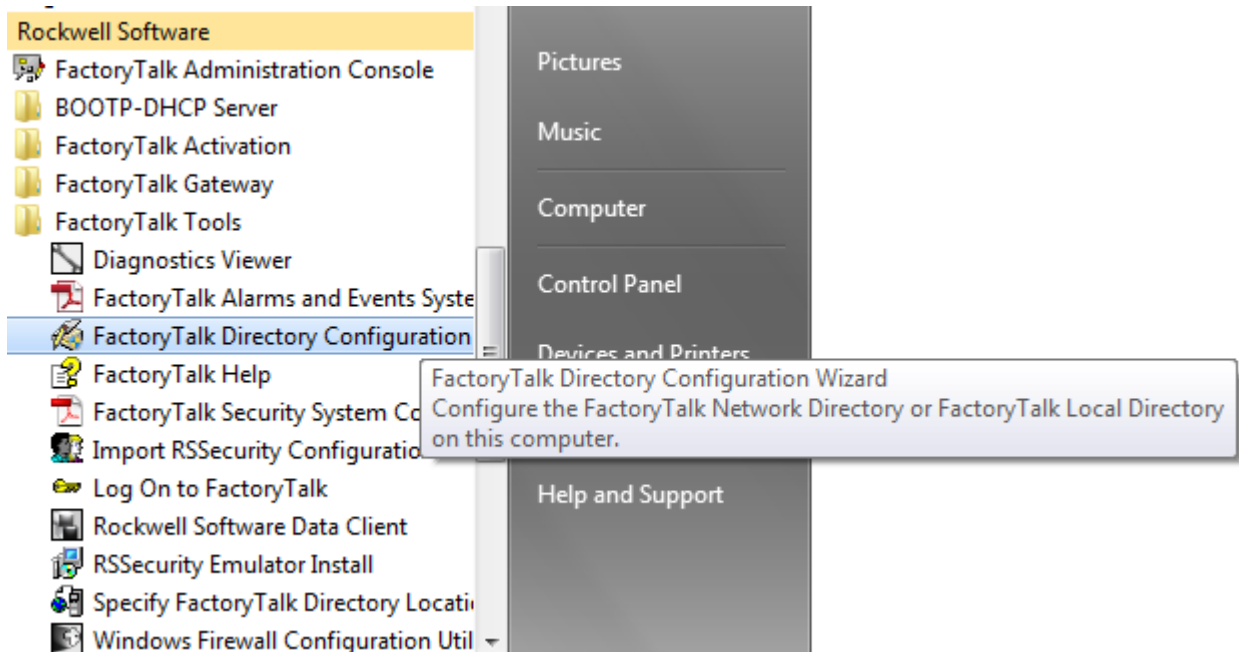 Rockwell Software
FactoryTalk Administration Console
BOOTP-DHCP Server
FactoryTalk Activation
FactoryTalk Gateway
FactoryTalk Tools
Diagnostics Viewer
FactoryTalk Alarms and Events Syste
FactoryTalk Directory Configuration
FactoryTalk Help
FactoryTalk Security System Co
Import RSSecurity Configuratio
Log On to FactoryTalk
Rockwell Software Data Client
RSSecurity Emulator Install
Specify FactoryTalk Directory Locati
Windows Firewall Configuration Util
Pictures
Music
Computer
Control Panel
Devices and Printers
FactoryTalk Directory Configuration Wizard
Configure the FactoryTalk Network Directory or FactoryTalk Local Directory
on this computer.
Help and Support